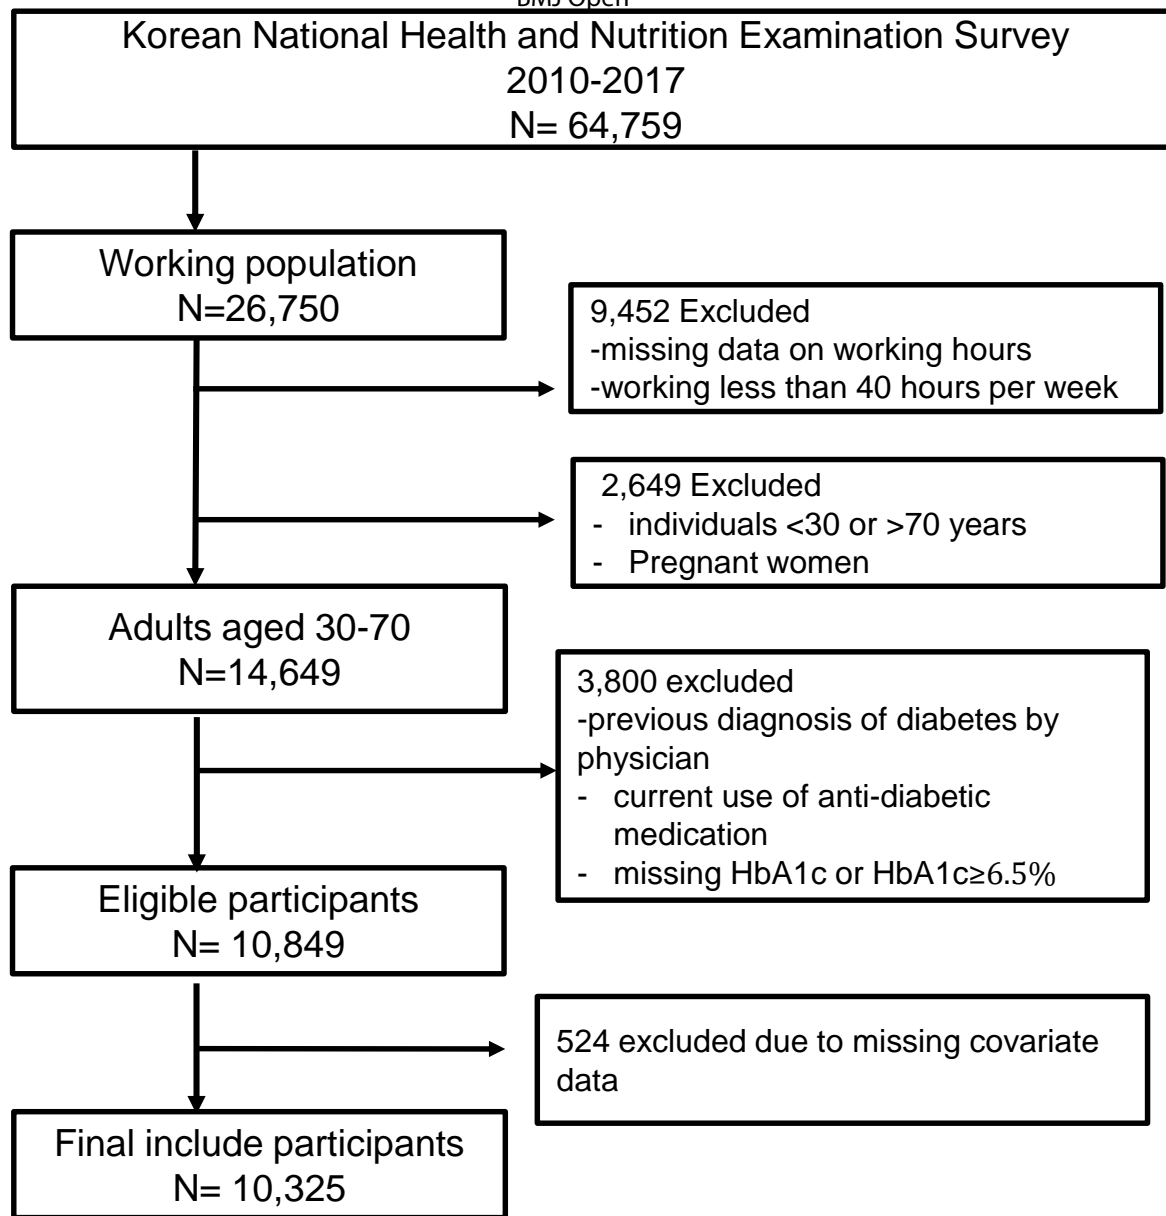 BMJ Open
Korean National Health and Nutrition Examination Survey
2010-2017
N= 64,759
Working population
N=26,750
9,452 Excluded
-missing data on working hours
-working less than 40 hours per week
2,649 Excluded
- individuals <30 or >70 years
- Pregnant women
Adults aged 30-70
N=14,649
3,800 excluded
-previous diagnosis of diabetes by
physician
- current use of anti-diabetic
medication
- missing HbA1c or HbA1c≥6.5%
Eligible participants
N= 10,849
524 excluded due to missing covariate
data
Final include participants
N= 10,325